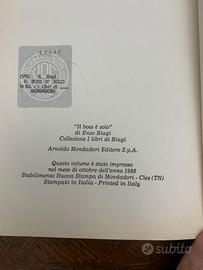 "Il boss è solo"
di Enzo Biagi
Collezione I libri di Biagi
Arnoldo Mondadori Editore S.p.A.
Questo volume è stato impresso
nel mese di ottobre dell'anno 1986
Stabilimento Nuova Stampa di Mondadori - Cles (TN)
Stampato in Italia - Printed in Italy
MONDADORI
subito